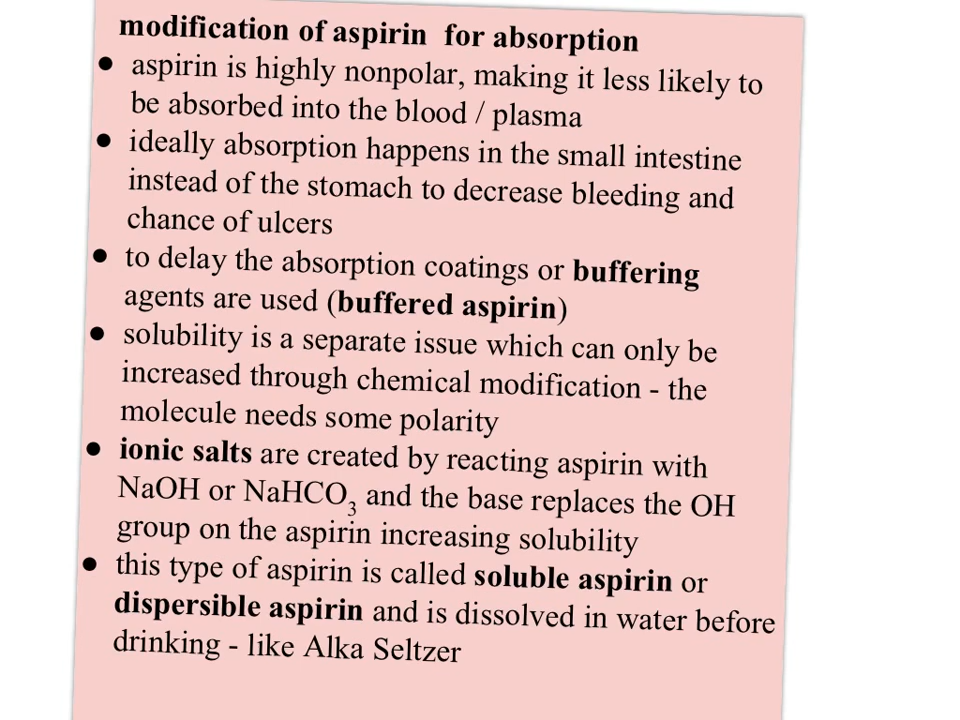 modification of aspirin  for absorption
● aspirin is highly nonpolar, making it less likely to
be absorbed into the blood / plasma
● ideally absorption happens in the small intestine
instead of the stomach to decrease bleeding and
chance of ulcers
● to delay the absorption coatings or buffering
agents are used (buffered aspirin)
● solubility is a separate issue which can only be
increased through chemical modification - the
molecule needs some polarity
● ionic salts are created by reacting aspirin with
NaOH or NaHCO₃ and the base replaces the OH
group on the aspirin increasing solubility
● this type of aspirin is called soluble aspirin or
dispersible aspirin and is dissolved in water before
drinking - like Alka Seltzer